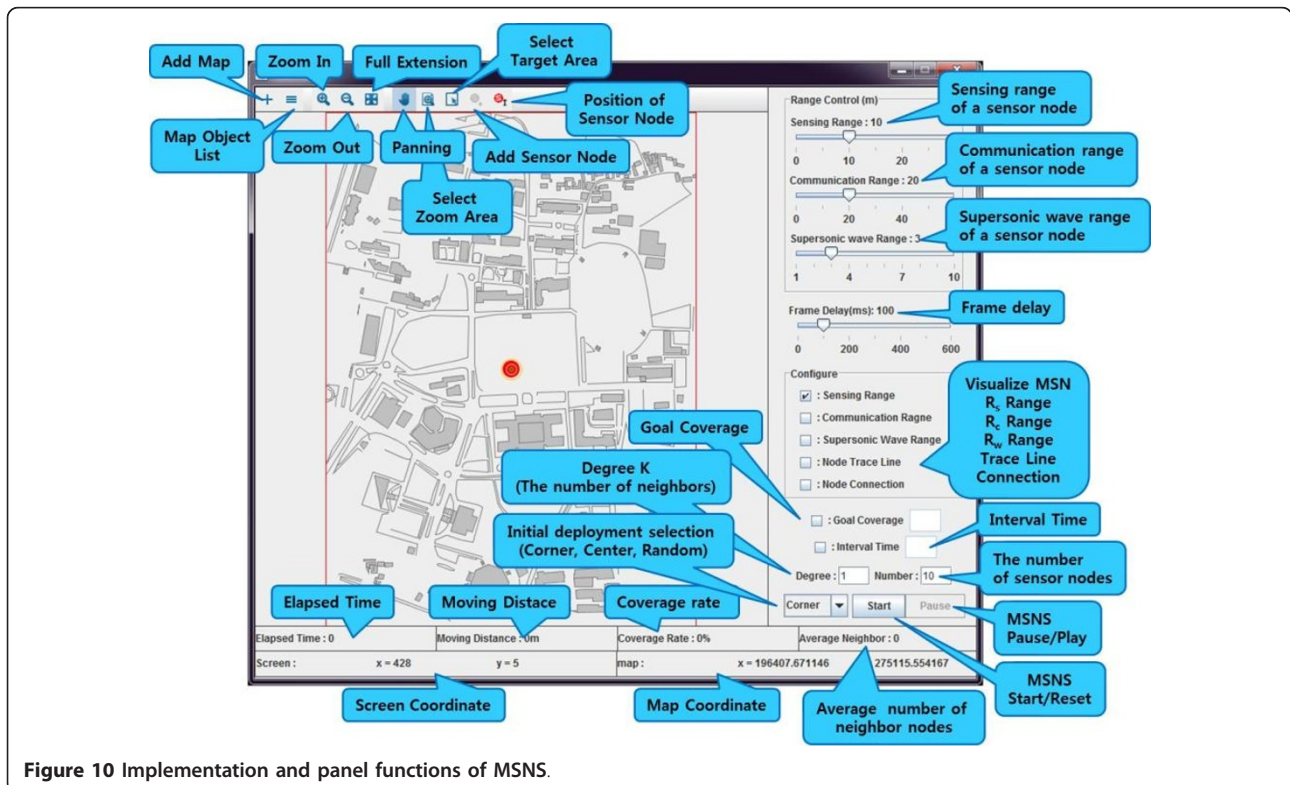 Add Map
Zoom In
Full Extension
Select
Target Area
Map Object
List
Zoom Out
Panning
Select
Zoom Area
Add Sensor Node
Position of
Sensor Node
Range Control (m)
Sensing Range : 10
0 10 20
Sensing range
of a sensor node
Communication Range : 20
0 20 40
Communication range
of a sensor node
Supersonic wave Range : 3
1 4 7 10
Supersonic wave range
of a sensor node
Frame Delay(ms): 100
0 200 400 600
Frame delay
Configure
: Sensing Range
: Communication Ragne
: Supersonic Wave Range
: Node Trace Line
: Node Connection
Visualize MSN
Rs Range
Rc Range
Rw Range
Trace Line
Connection
Goal Coverage
: Goal Coverage
Degree K
(The number of neighbors)
: Interval Time
Interval Time
Initial deployment selection
(Corner, Center, Random)
Degree : 1 Number : 10
The number
of sensor nodes
Corner Start Pause
MSNS
Pause/Play
MSNS
Start/Reset
Elapsed Time
Moving Distace
Coverage rate
Elapsed Time : 0 Moving Distance : 0m Coverage Rate : 0% Average Neighbor : 0
Screen : x = 428 y = 5 map : x = 196407.671146 275115.554167
Screen Coordinate
Map Coordinate
Average number of
neighbor nodes
Figure 10 Implementation and panel functions of MSNS.